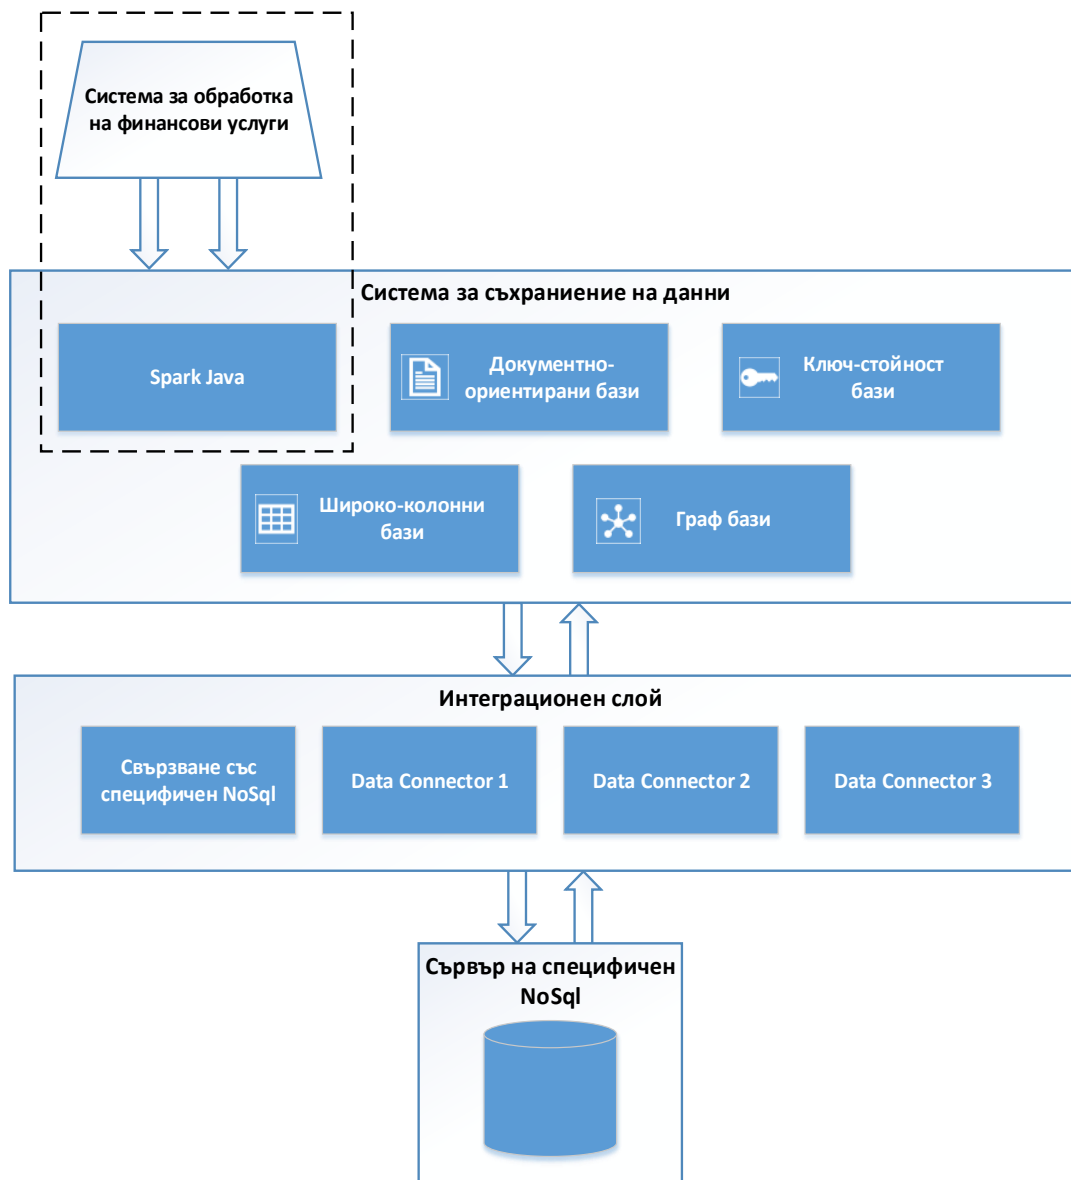 Система за обработка
на финансови услуги
Система за съхраниение на данни
Spark Java
Документно-
ориентирани бази
Ключ-стойност
бази
Широко-колонни
бази
Граф бази
Интеграционен слой
Свързване със
специфичен NoSql
Data Connector 1
Data Connector 2
Data Connector 3
Сървър на специфичен
NoSql